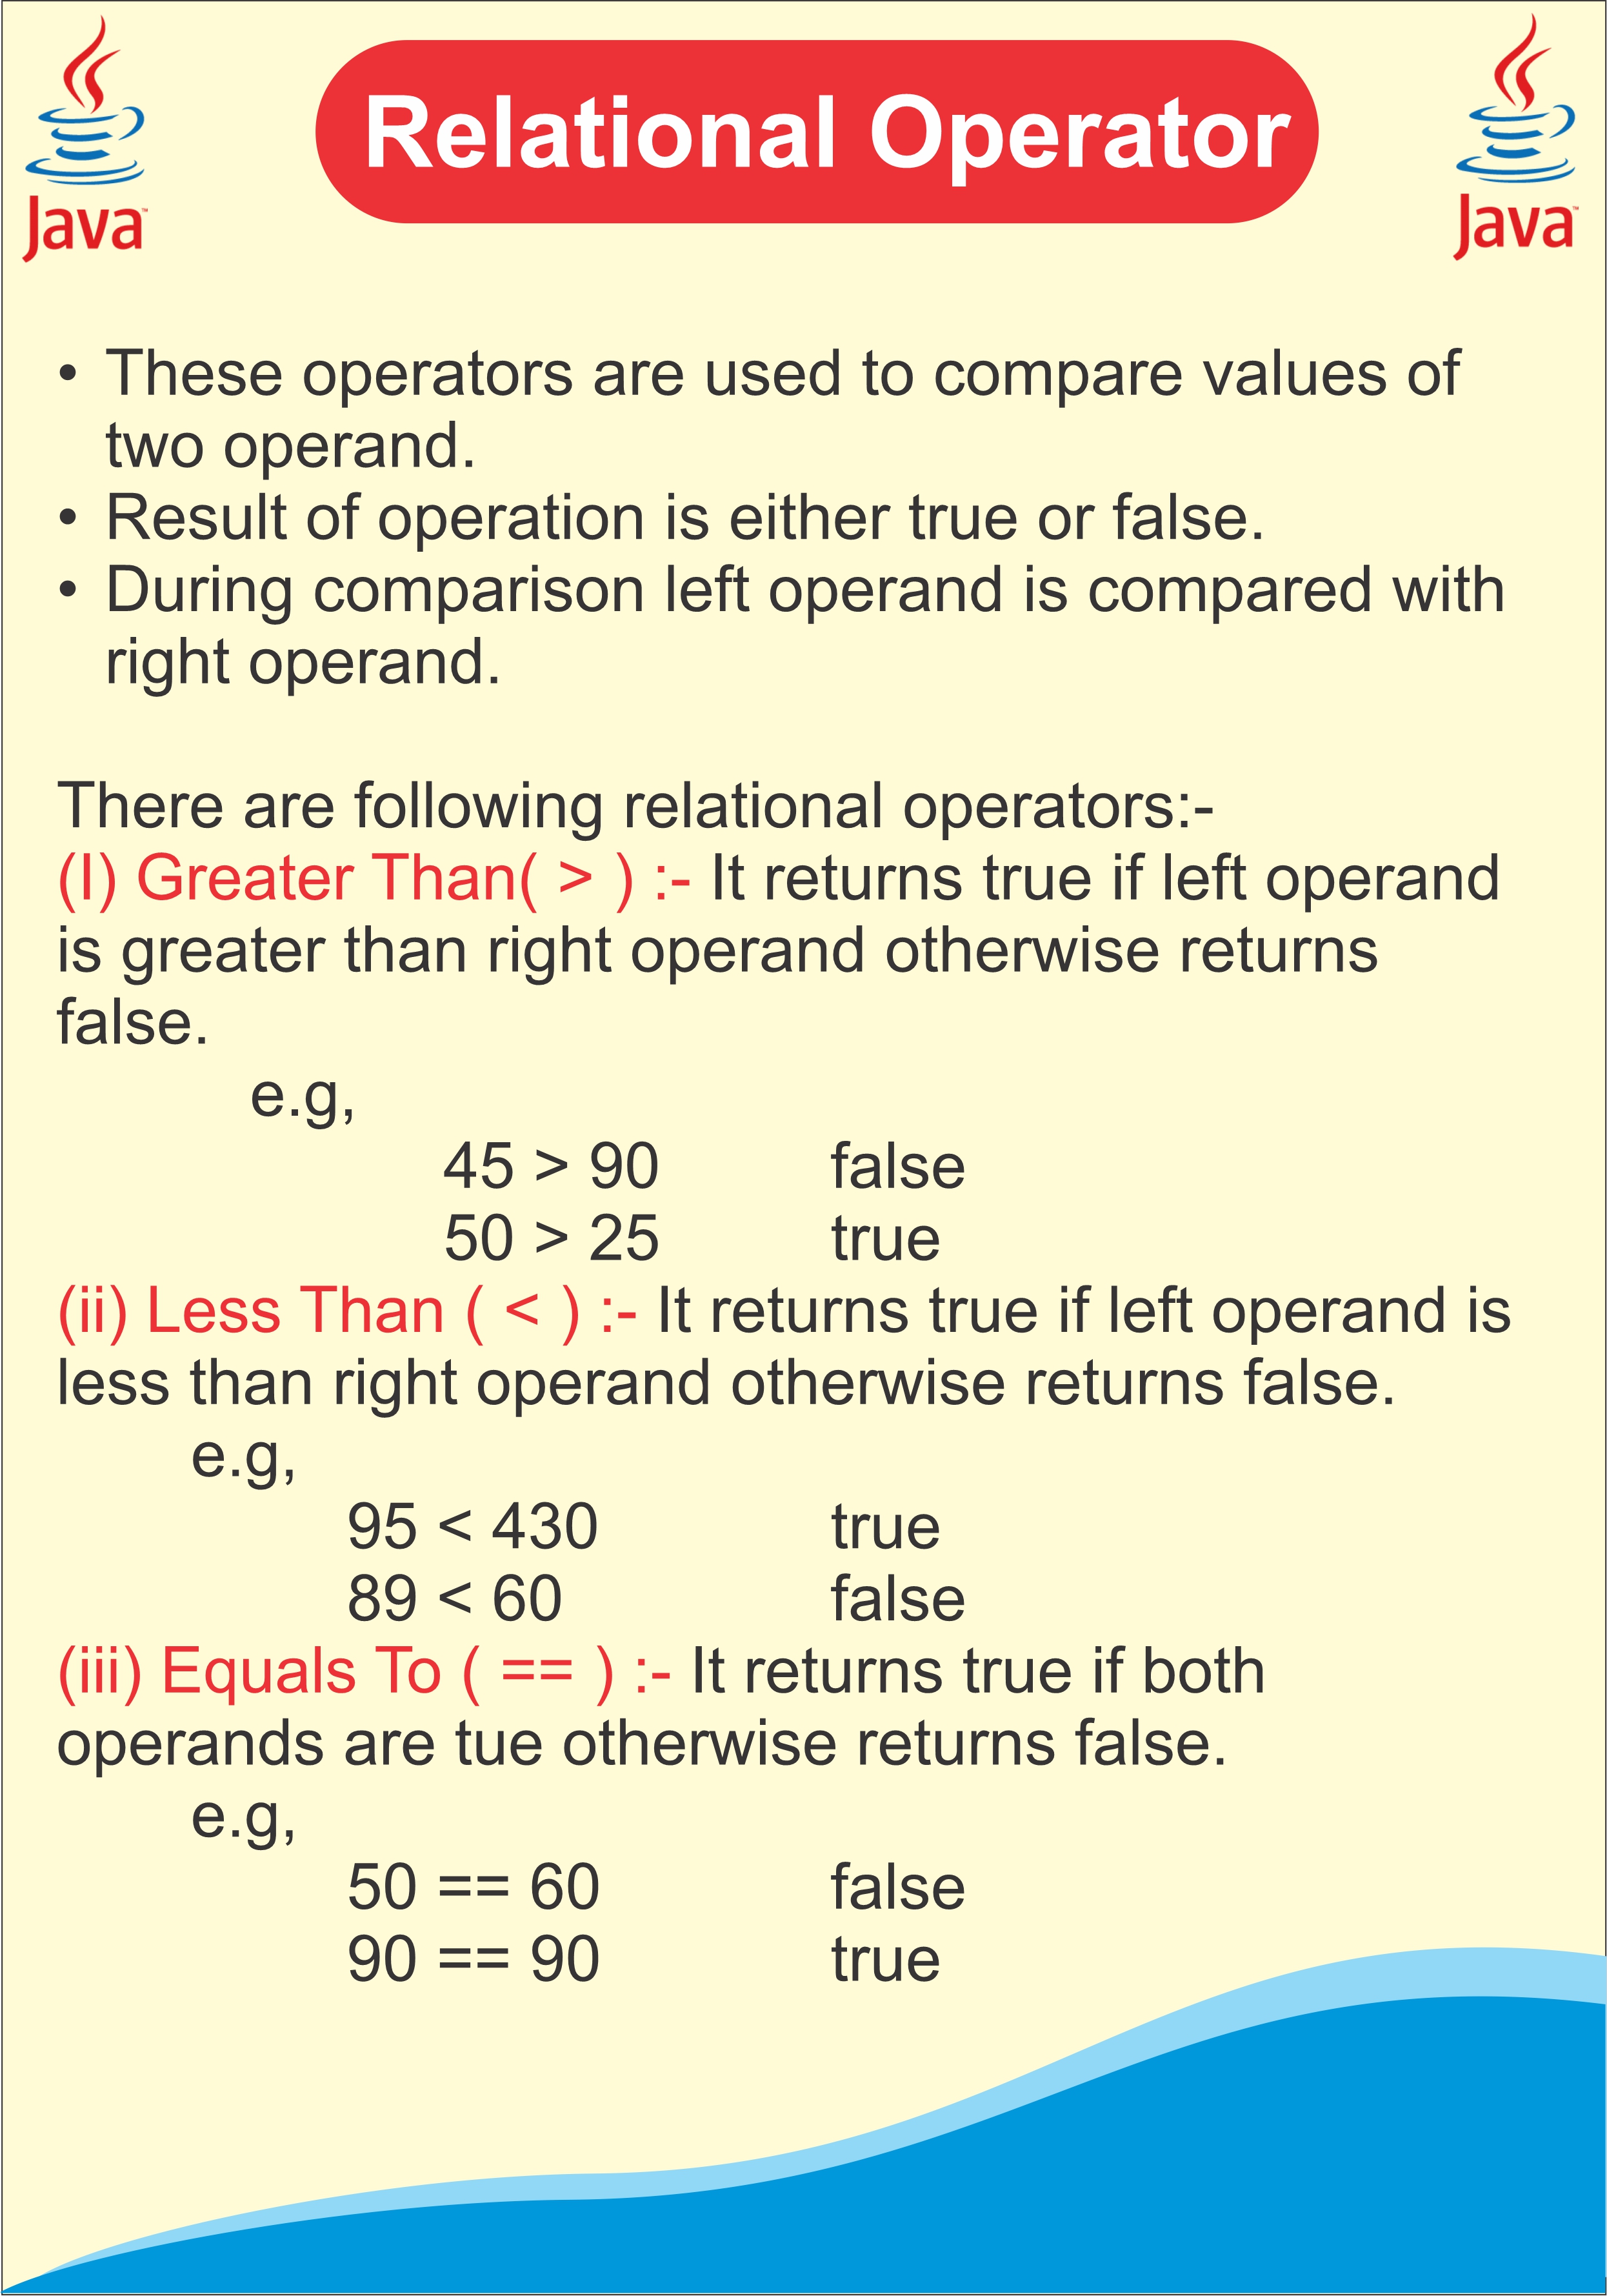 Java™
Relational Operator
Java™
• These operators are used to compare values of
two operand.
• Result of operation is either true or false.
• During comparison left operand is compared with
right operand.
There are following relational operators:-
(I) Greater Than( > ) :- It returns true if left operand
is greater than right operand otherwise returns
false.
e.g,
45 > 90 false
50 > 25 true
(ii) Less Than ( < ) :- It returns true if left operand is
less than right operand otherwise returns false.
e.g,
95 < 430 true
89 < 60 false
(iii) Equals To ( == ) :- It returns true if both
operands are tue otherwise returns false.
e.g,
50 == 60 false
90 == 90 true